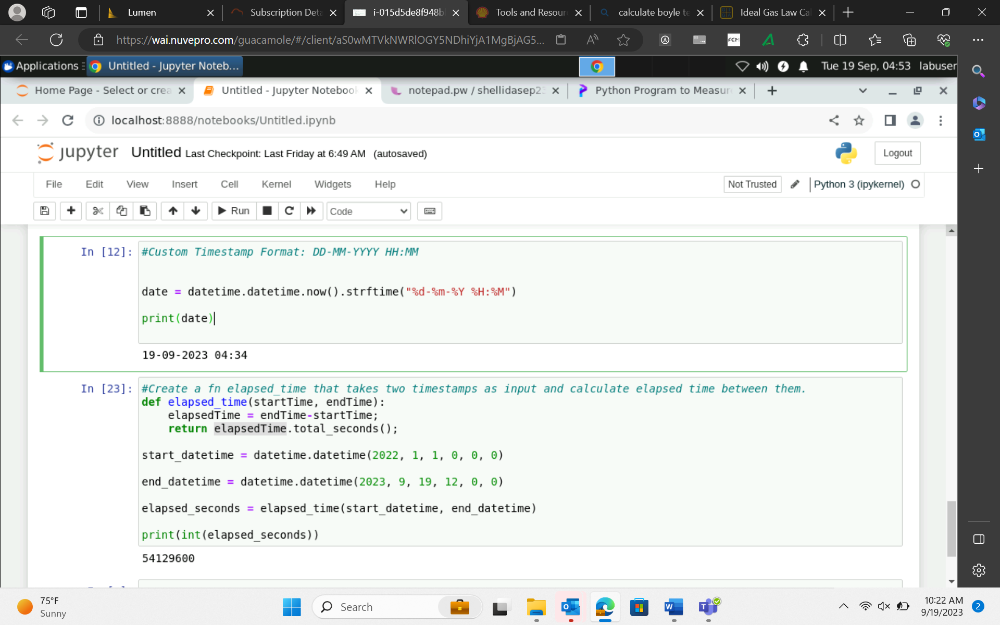 Lumen
Subscription Deta
i-015d5de8f948b
Tools and Resour
calculate boyle te
Ideal Gas Law Ca
https://wai.nuvepro.com/guacamole/#/client/aS0wMTVkNWRlOGY5NDhiYjA1MgBjAG5...
FCM
Applications
Untitled - Jupyter Noteb...
Tue 19 Sep, 04:53 labuser
Home Page - Select or crea
Untitled - Jupyter Notebook
notepad.pw / shellidasep23
Python Program to Measur
localhost:8888/notebooks/Untitled.ipynb
jupyter Untitled Last Checkpoint: Last Friday at 6:49 AM (autosaved)
Logout
File Edit View Insert Cell Kernel Widgets Help
Not Trusted
Python 3 (ipykernel)
Run
Code
In [12]: #Custom Timestamp Format: DD-MM-YYYY HH:MM
date = datetime.datetime.now().strftime("%d-%m-%Y %H:%M")
print(date)
19-09-2023 04:34
In [23]: #Create a fn elapsed_time that takes two timestamps as input and calculate elapsed time between them.
def elapsed_time(startTime, endTime):
elapsedTime = endTime-startTime;
return elapsedTime.total_seconds();
start_datetime = datetime.datetime(2022, 1, 1, 0, 0, 0)
end_datetime = datetime.datetime(2023, 9, 19, 12, 0, 0)
elapsed_seconds = elapsed_time(start_datetime, end_datetime)
print(int(elapsed_seconds))
54129600
75°F
Sunny
Search
10:22 AM
9/19/2023
2